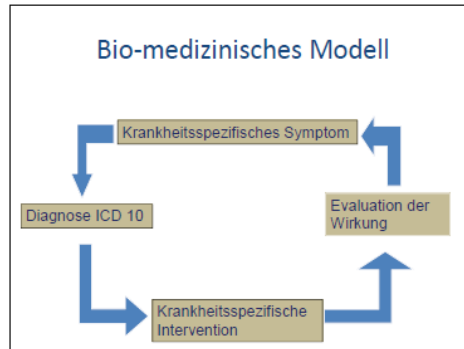 Bio-medizinisches Modell
Krankheitsspezifisches Symptom
Diagnose ICD 10
Evaluation der
Wirkung
Krankheitsspezifische
Intervention